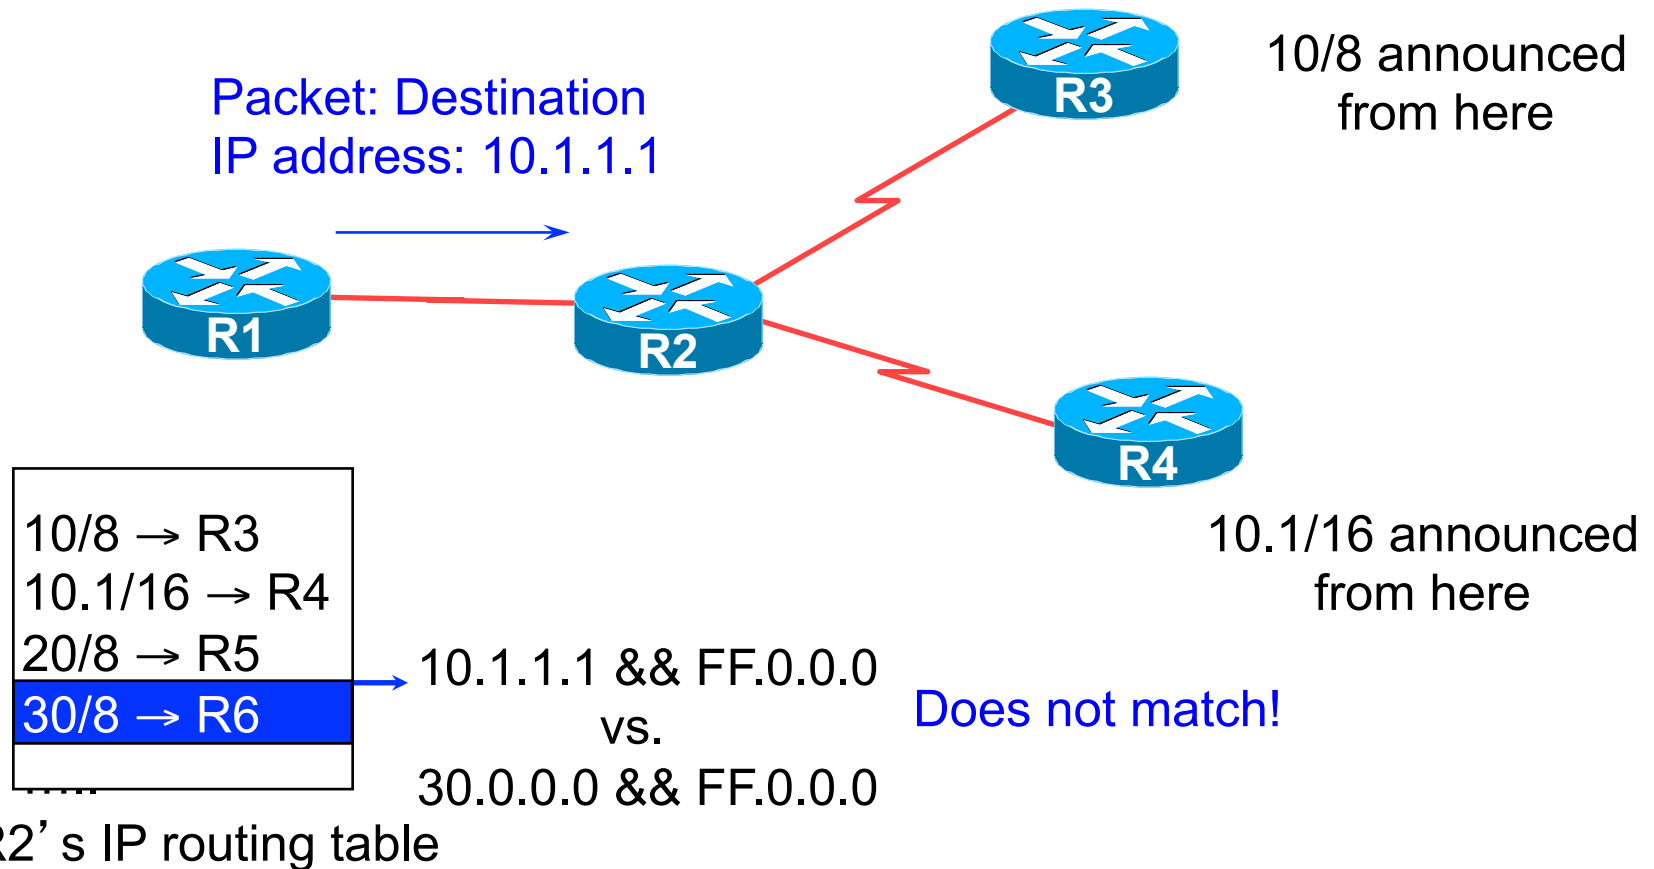 Packet: Destination
IP address: 10.1.1.1
R3
10/8 announced
from here
R1
R2
R4
10.1/16 announced
from here
10/8 → R3
10.1/16 → R4
20/8 → R5
30/8 → R6
10.1.1.1 && FF.0.0.0
vs.
30.0.0.0 && FF.0.0.0
Does not match!
R2’s IP routing table